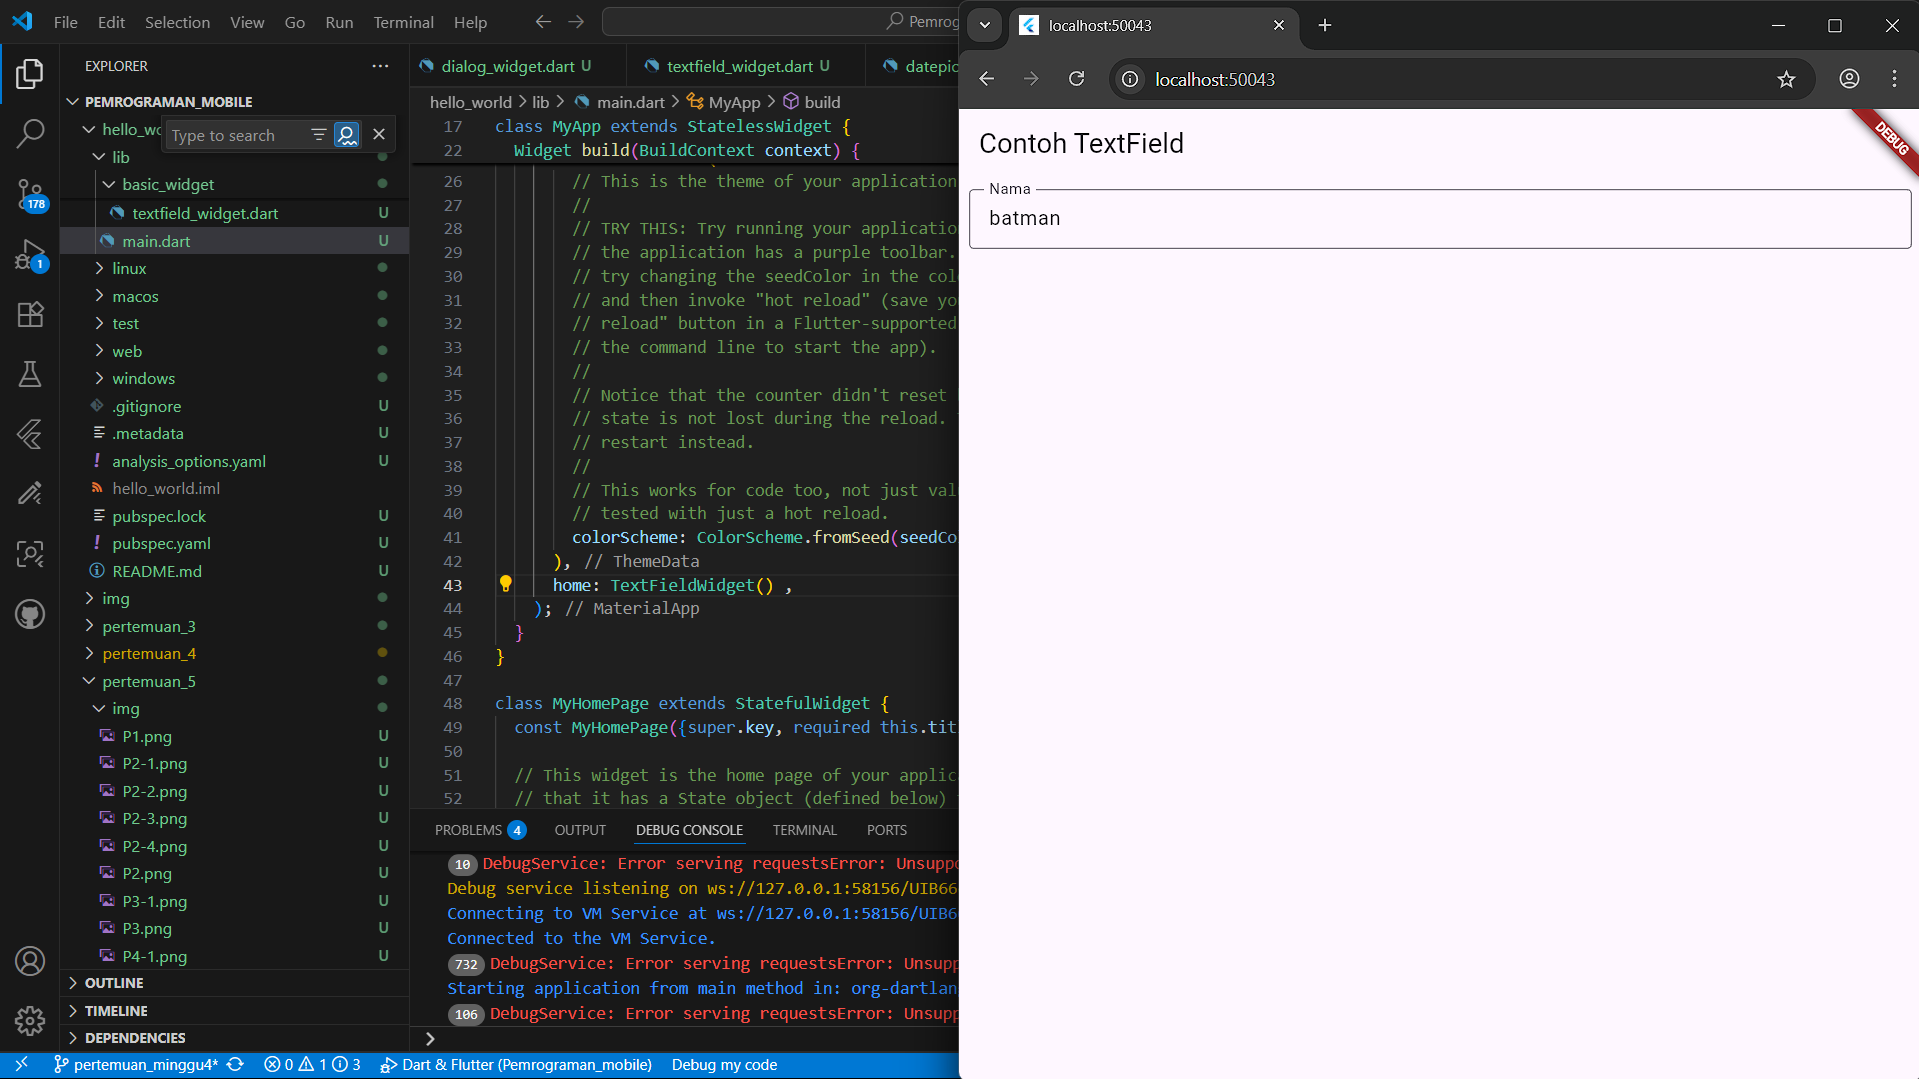 File Edit Selection View Go Run Terminal Help
Pemrog
EXPLORER
PEMROGRAMAN_MOBILE
hello_wo
Type to search
lib
basic_widget
textfield_widget.dart U
main.dart U
linux
macos
test
web
windows
.gitignore U
.metadata U
analysis_options.yaml U
hello_world.iml
pubspec.lock U
pubspec.yaml U
README.md U
img
pertemuan_3
pertemuan_4
pertemuan_5
img
P1.png U
P2-1.png U
P2-2.png U
P2-3.png U
P2-4.png U
P2.png U
P3-1.png U
P3.png U
P4-1.png U
OUTLINE
TIMELINE
DEPENDENCIES
178
1
dialog_widget.dart U textfield_widget.dart U datepic
hello_world > lib > main.dart > MyApp > build
17 class MyApp extends StatelessWidget {
22 Widget build(BuildContext context) {
26 // This is the theme of your application
27 //
28 // TRY THIS: Try running your application
29 // the application has a purple toolbar.
30 // try changing the seedColor in the col
31 // and then invoke "hot reload" (save yo
32 // reload" button in a Flutter-supported
33 // the command line to start the app).
34 //
35 // Notice that the counter didn't reset
36 // state is not lost during the reload.
37 // restart instead.
38 //
39 // This works for code too, not just val
40 // tested with just a hot reload.
41 colorScheme: ColorScheme.fromSeed(seedCo
42 ), // ThemeData
43 home: TextFieldWidget() ,
44 ); // MaterialApp
45 }
46 }
47
48 class MyHomePage extends StatefulWidget {
49 const MyHomePage({super.key, required this.tit
50
51 // This widget is the home page of your applic
52 // that it has a State object (defined below)
PROBLEMS 4 OUTPUT DEBUG CONSOLE TERMINAL PORTS
10 DebugService: Error serving requestsError: Unsuppo
Debug service listening on ws://127.0.0.1:58156/UIB66
Connecting to VM Service at ws://127.0.0.1:58156/UIB6
Connected to the VM Service.
732 DebugService: Error serving requestsError: Unsupp
Starting application from main method in: org-dartlan
106 DebugService: Error serving requestsError: Unsupp
pertemuan_minggu4* 0 1 3 Dart & Flutter (Pemrograman_mobile) Debug my code
localhost:50043
localhost:50043
Contoh TextField
DEBUG
Nama
batman